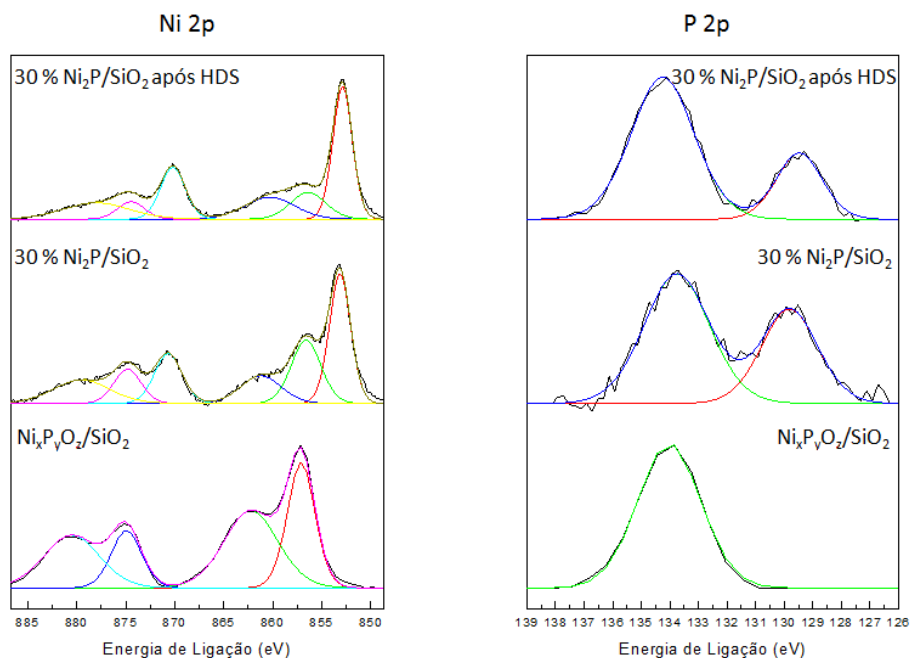 Ni 2p
30 % Ni₂P/SiO₂ após HDS
30 % Ni₂P/SiO₂
NiₓPᵧO_z/SiO₂
885 880 875 870 865 860 855 850
Energia de Ligação (eV)
P 2p
30 % Ni₂P/SiO₂ após HDS
30 % Ni₂P/SiO₂
NiₓPᵧO_z/SiO₂
139 138 137 136 135 134 133 132 131 130 129 128 127 126
Energia de Ligação (eV)